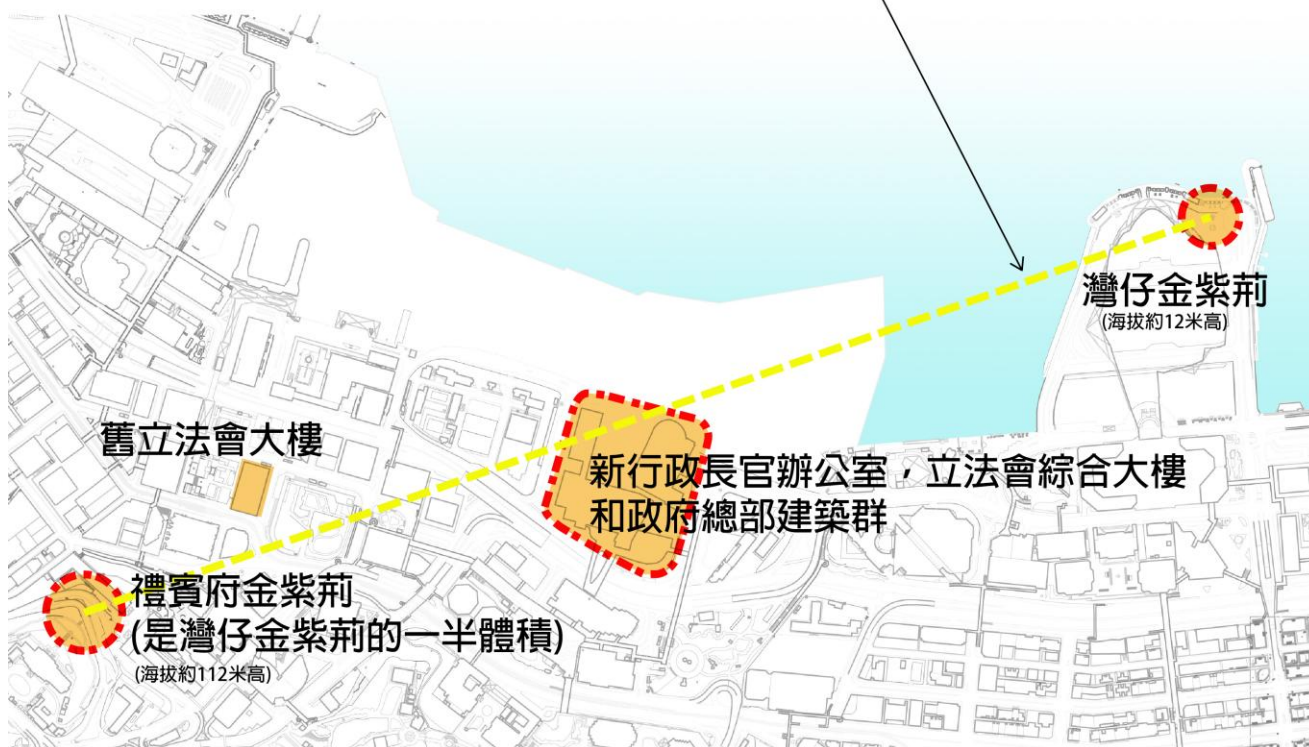 灣仔金紫荊
(海拔約12米高)
舊立法會大樓
新行政長官辦公室，立法會綜合大樓
和政府總部建築群
禮賓府金紫荊
(是灣仔金紫荊的一半體積)
(海拔約112米高)